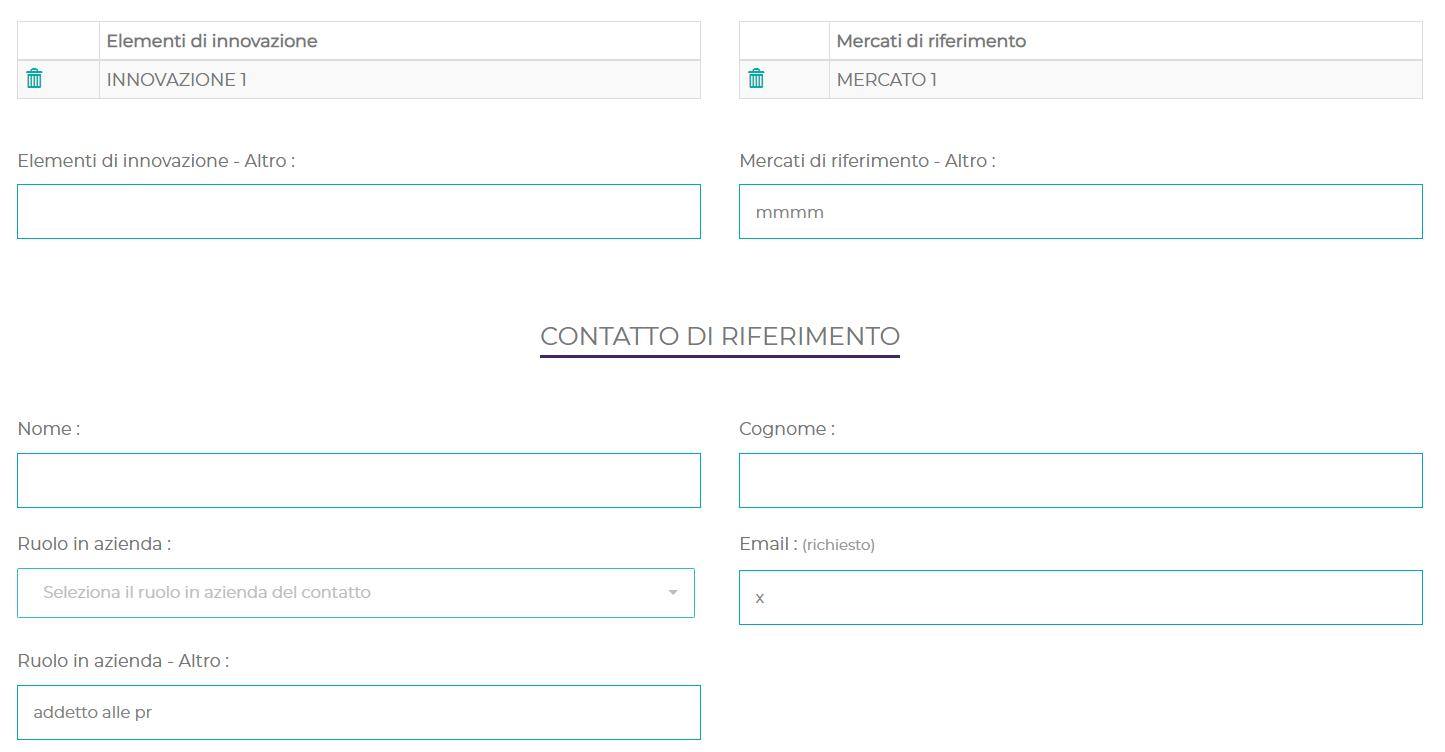 Elementi di innovazione
Mercati di riferimento
INNOVAZIONE 1
MERCATO 1
Elementi di innovazione - Altro :
Mercati di riferimento - Altro :
mmmm
CONTATTO DI RIFERIMENTO
Nome :
Cognome :
Ruolo in azienda :
Email : (richiesto)
Seleziona il ruolo in azienda del contatto
x
Ruolo in azienda - Altro :
addetto alle pr